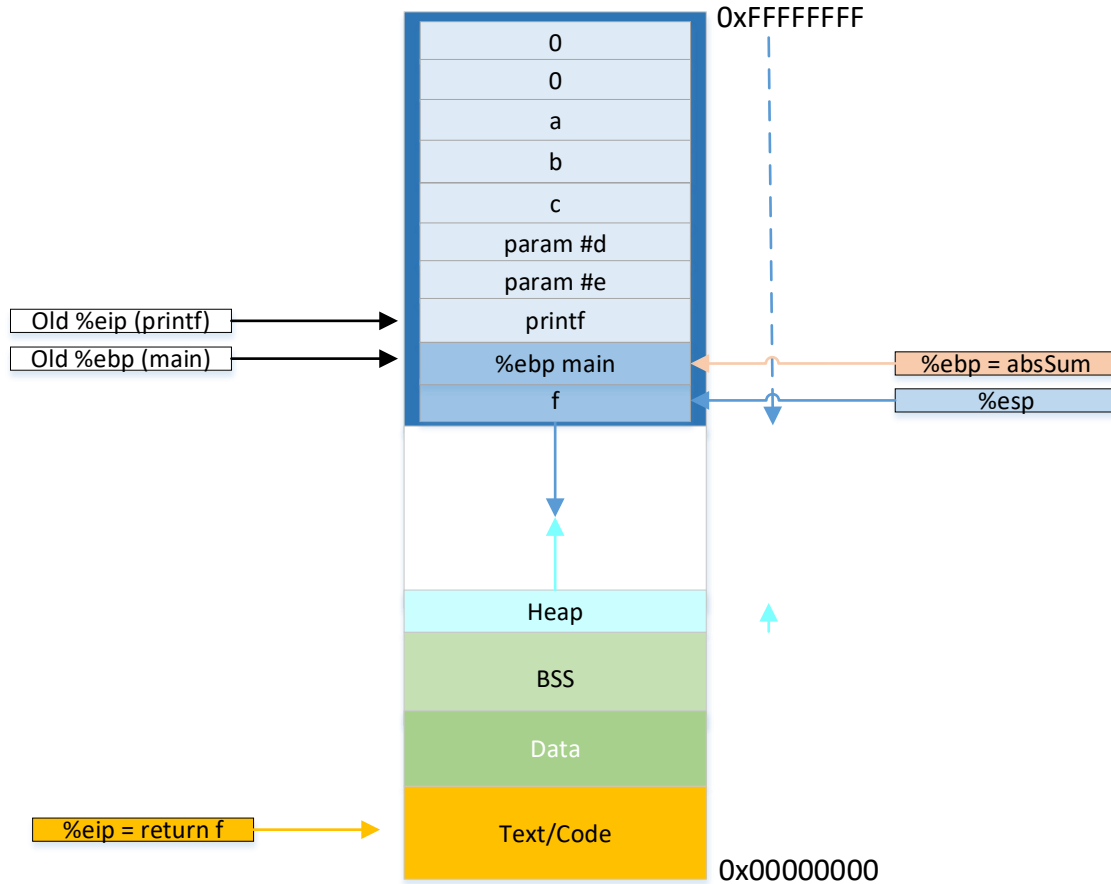 0xFFFFFFFF
0
0
a
b
c
param #d
param #e
Old %eip (printf)
printf
Old %ebp (main)
%ebp main
%ebp = absSum
f
%esp
Heap
BSS
Data
%eip = return f
Text/Code
0x00000000